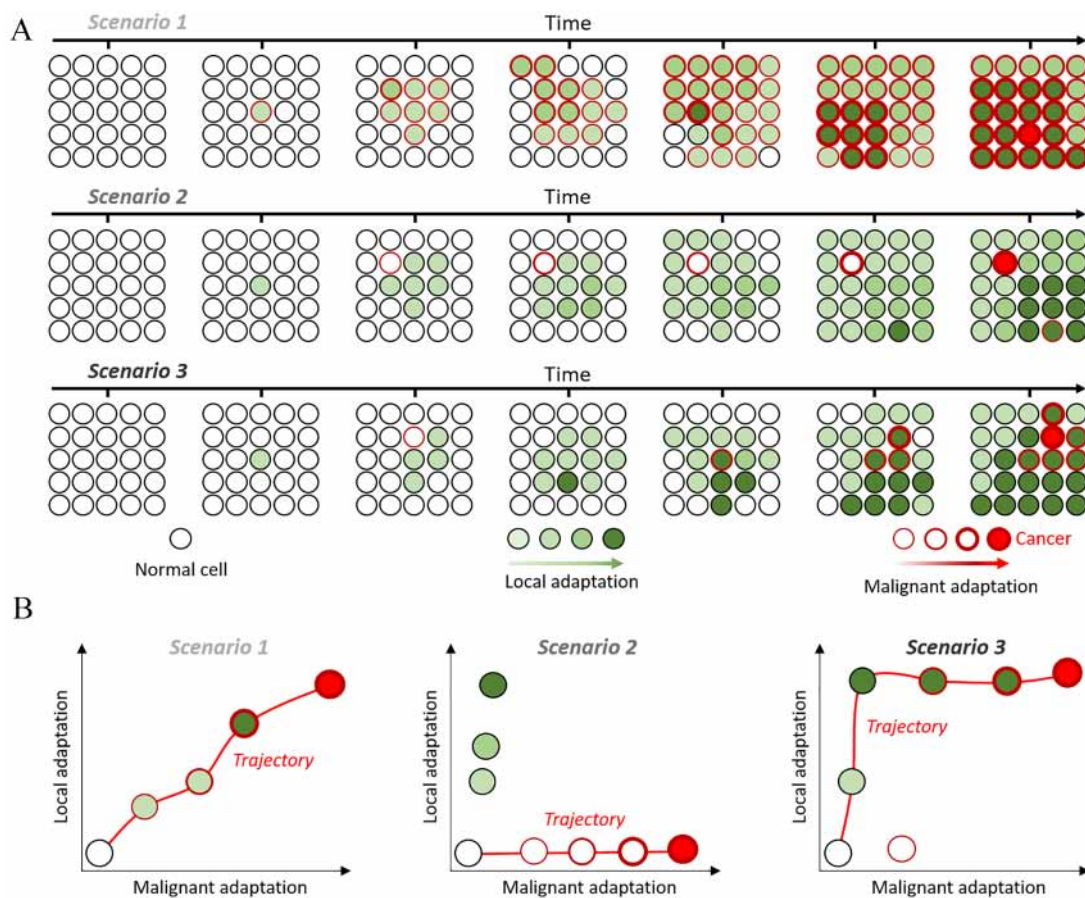 A
Scenario 1
Time
Scenario 2
Time
Scenario 3
Time
Normal cell
Local adaptation
Cancer
Malignant adaptation
B
Scenario 1
Scenario 2
Scenario 3
Local adaptation
Trajectory
Malignant adaptation
Local adaptation
Trajectory
Malignant adaptation
Local adaptation
Trajectory
Malignant adaptation